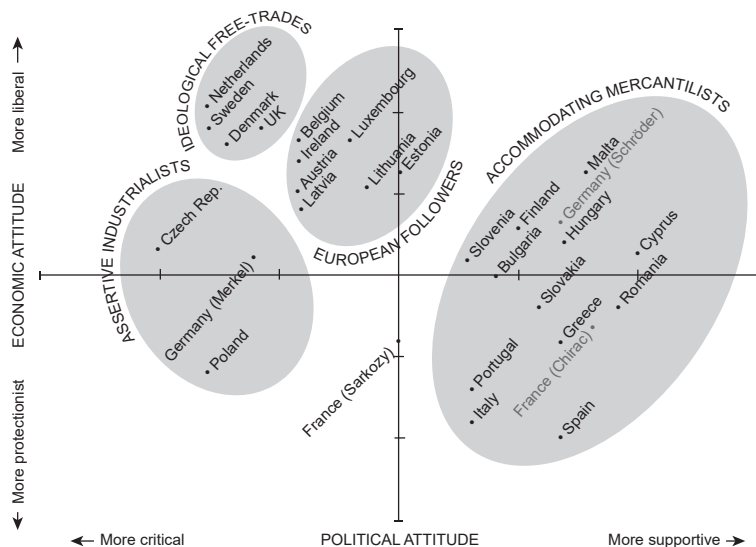 IDEOLOGICAL FREE-TRADES
Netherlands
Sweden
Denmark
UK
Belgium
Ireland
Austria
Latvia
Luxembourg
Lithuania
Estonia
EUROPEAN FOLLOWERS
ACCOMMODATING MERCANTILISTS
Malta
Germany (Schröder)
Finland
Hungary
Slovenia
Bulgaria
Cyprus
Romania
Slovakia
Greece
France (Chirac)
Portugal
Italy
Spain
ASSERTIVE INDUSTRIALISTS
Czech Rep.
Germany (Merkel)
Poland
France (Sarkozy)
More liberal
ECONOMIC ATTITUDE
More protectionist
More critical
POLITICAL ATTITUDE
More supportive